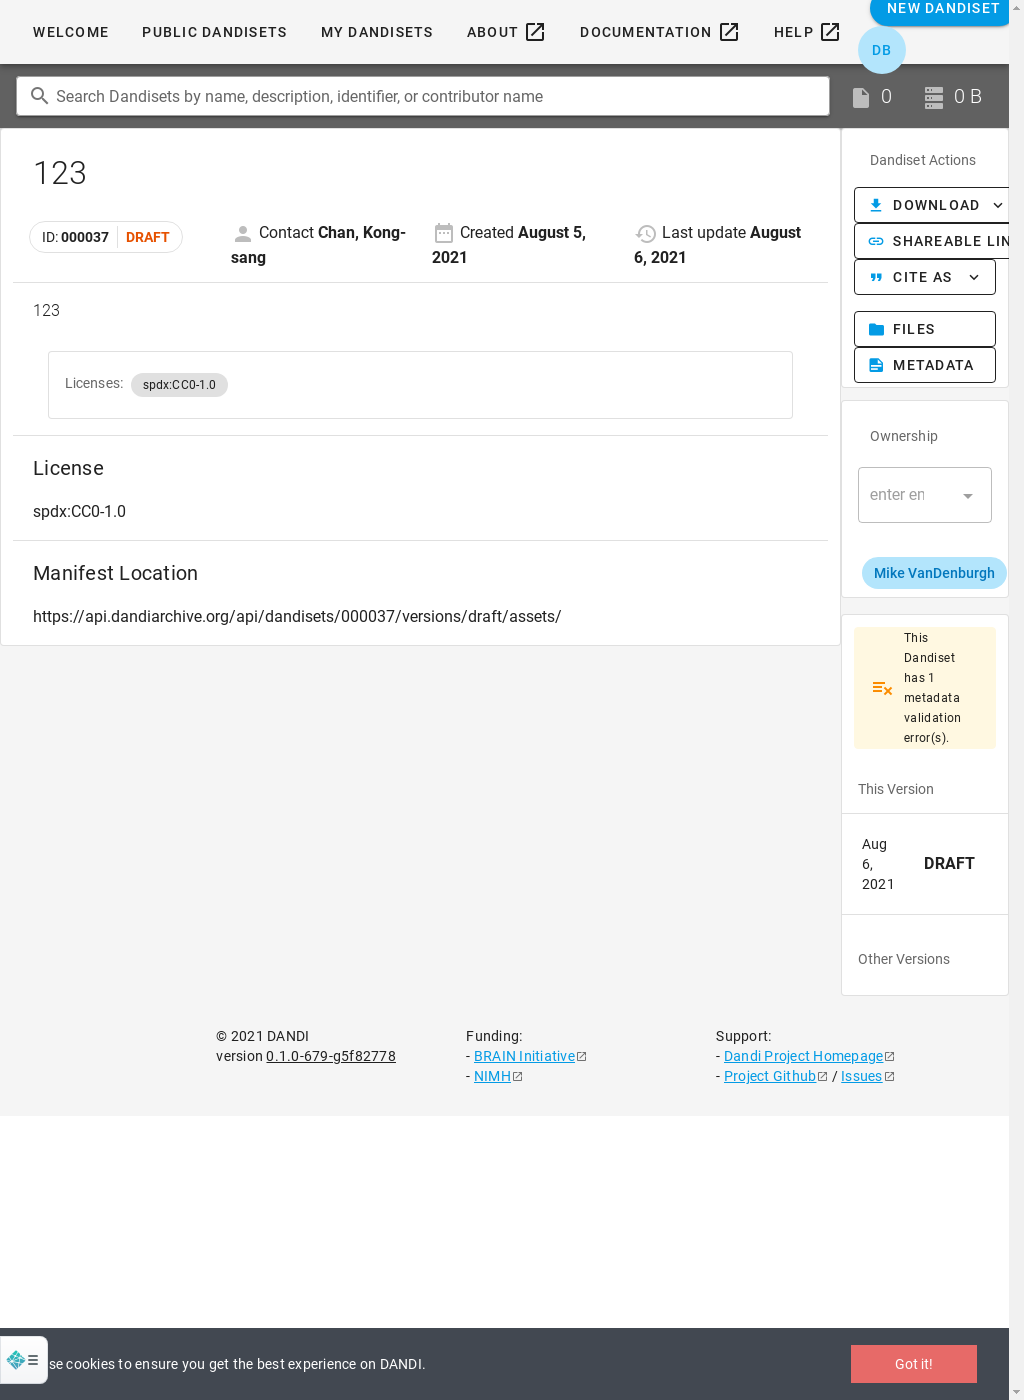 WELCOME PUBLIC DANDISETS MY DANDISETS ABOUT DOCUMENTATION HELP NEW DANDISET
DB
Search Dandisets by name, description, identifier, or contributor name 0 0 B
123
ID: 000037 DRAFT
Contact Chan, Kong-
sang
Created August 5,
2021
Last update August
6, 2021
123
Licenses: spdx:CC0-1.0
License
spdx:CC0-1.0
Manifest Location
https://api.dandiarchive.org/api/dandisets/000037/versions/draft/assets/
Dandiset Actions
DOWNLOAD
SHAREABLE LIN
CITE AS
FILES
METADATA
Ownership
enter en
Mike VanDenburgh
This
Dandiset
has 1
metadata
validation
error(s).
This Version
Aug
6,
2021
DRAFT
Other Versions
© 2021 DANDI
version 0.1.0-679-g5f82778
Funding:
- BRAIN Initiative
- NIMH
Support:
- Dandi Project Homepage
- Project Github / Issues
se cookies to ensure you get the best experience on DANDI.
Got it!